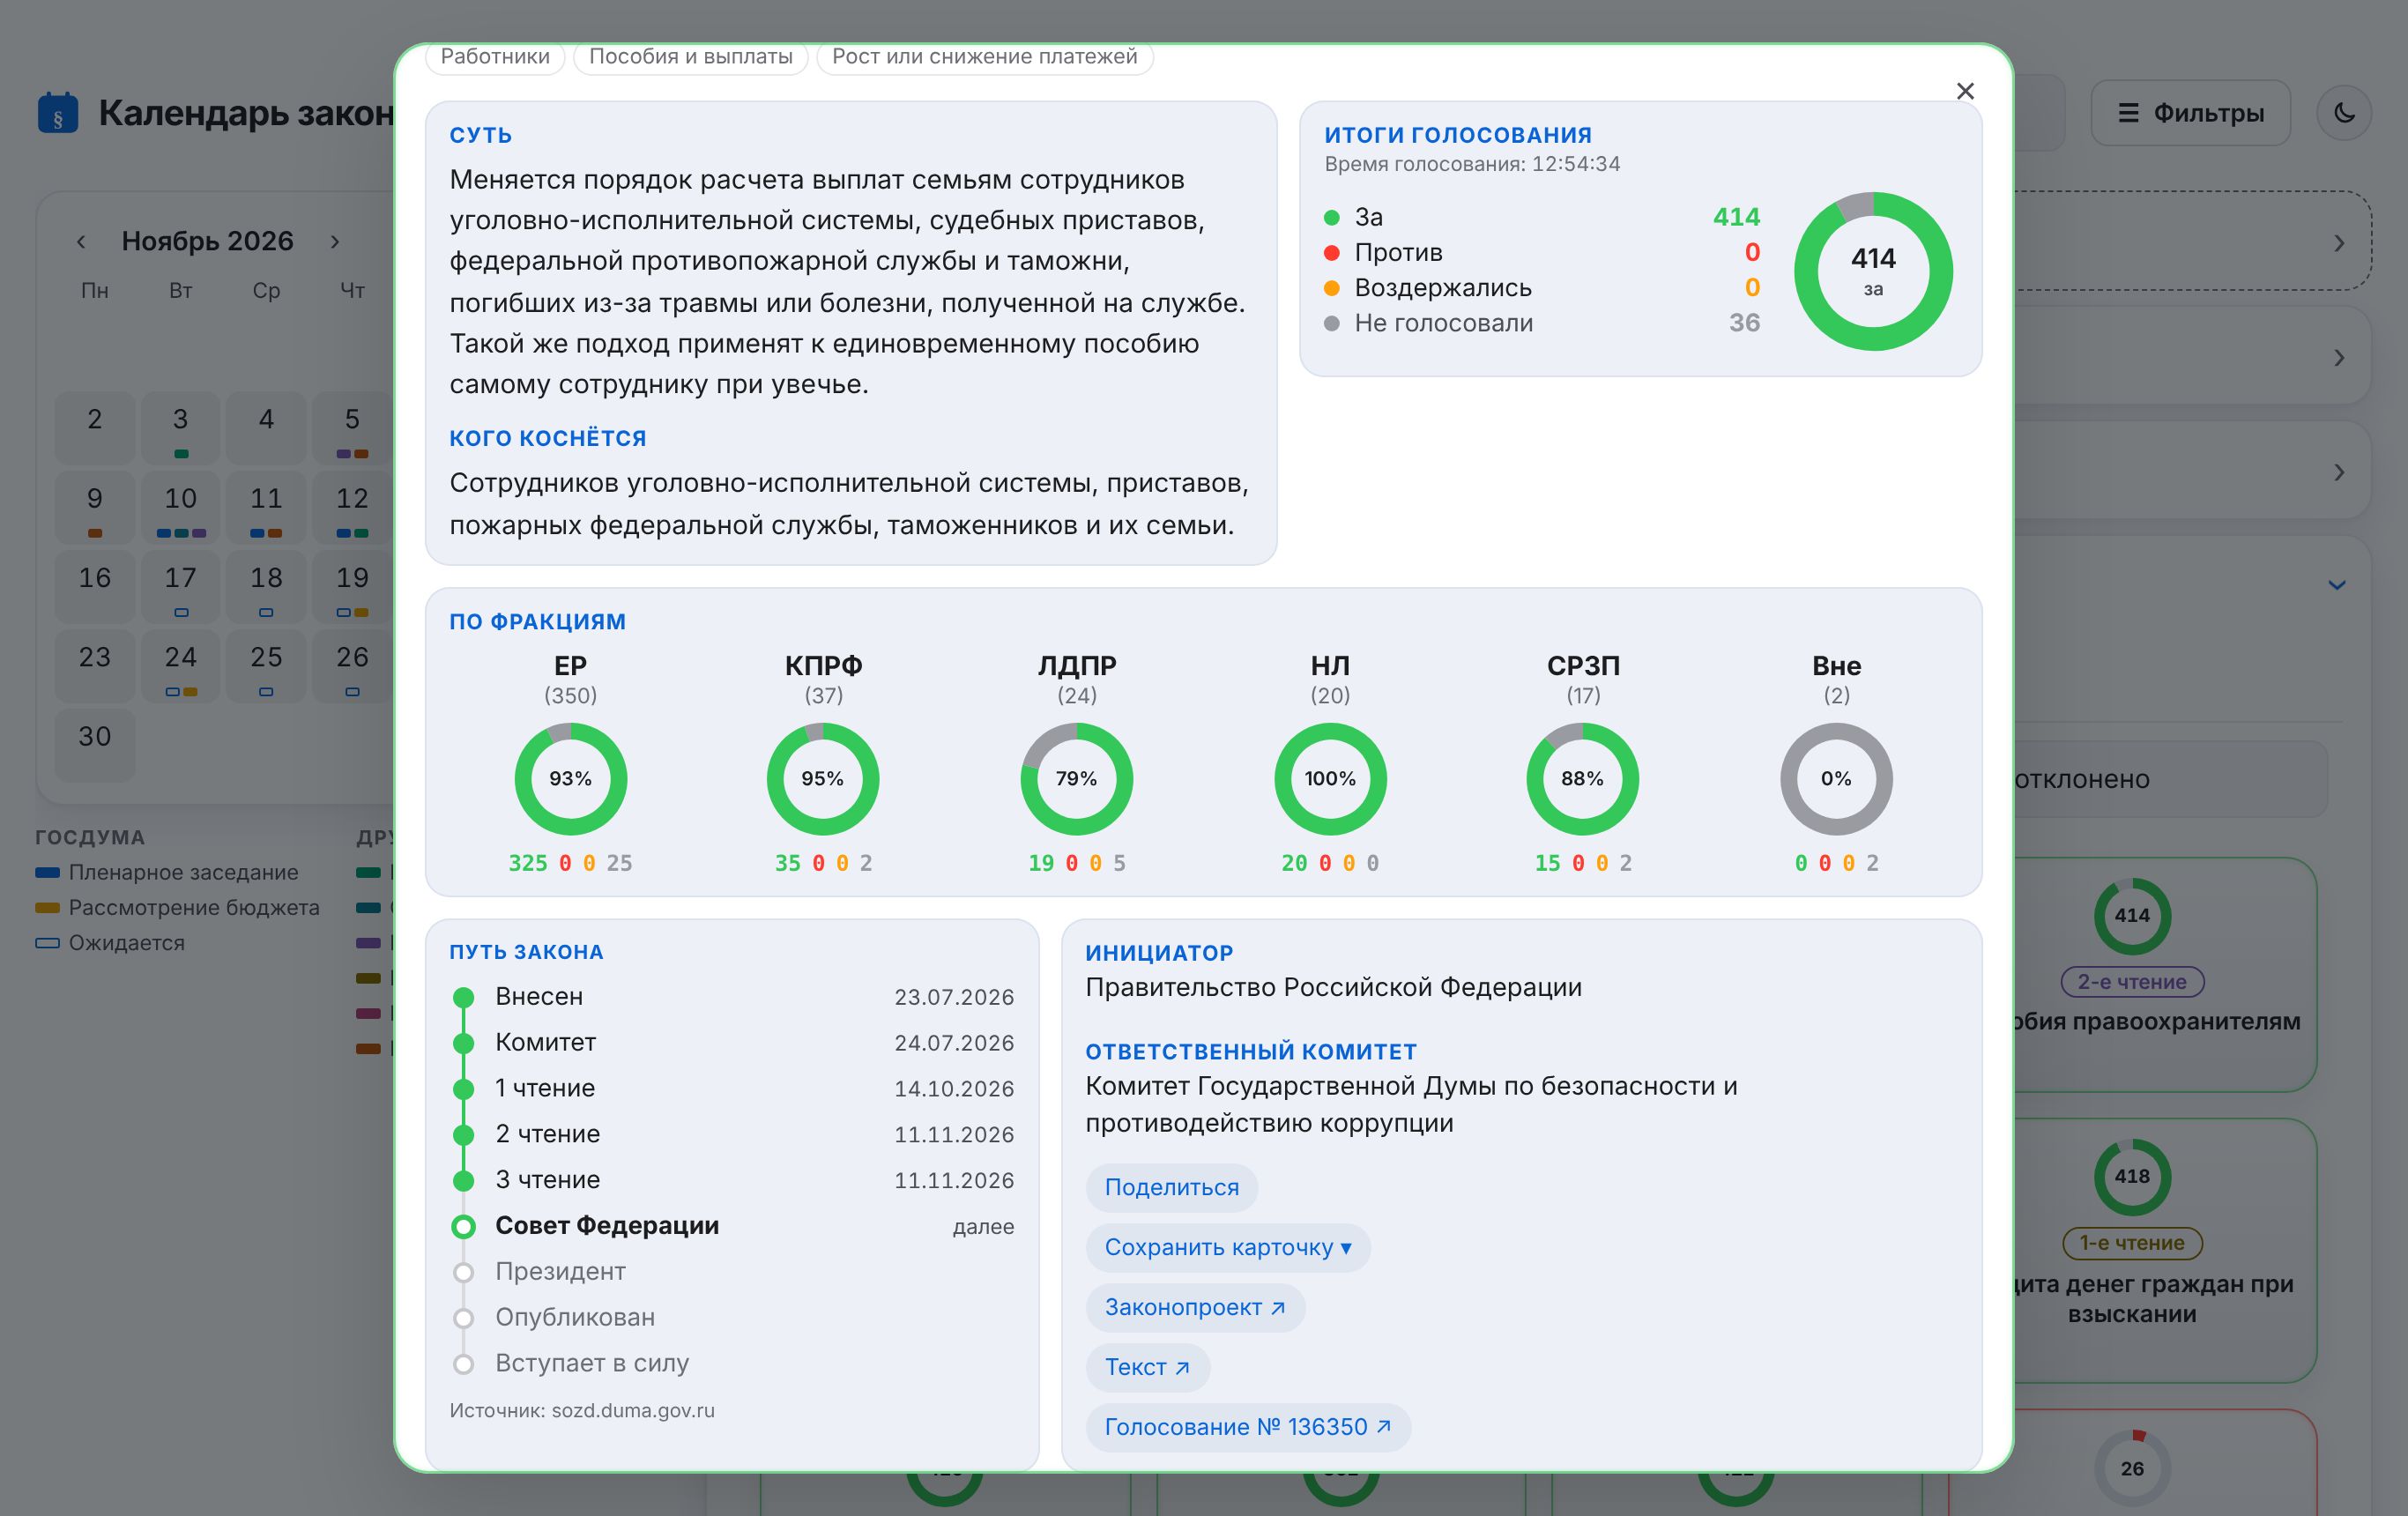 Работники
Пособия и выплаты
Рост или снижение платежей
§
Календарь закон
Фильтры
Ноябрь 2026
Пн Вт Ср Чт
2 3 4 5
9 10 11 12
16 17 18 19
23 24 25 26
30
ГОСДУМА
Пленарное заседание
Рассмотрение бюджета
Ожидается
СУТЬ
Меняется порядок расчета выплат семьям сотрудников
уголовно-исполнительной системы, судебных приставов,
федеральной противопожарной службы и таможни,
погибших из-за травмы или болезни, полученной на службе.
Такой же подход применят к единовременному пособию
самому сотруднику при увечье.
КОГО КОСНЁТСЯ
Сотрудников уголовно-исполнительной системы, приставов,
пожарных федеральной службы, таможенников и их семьи.
ИТОГИ ГОЛОСОВАНИЯ
Время голосования: 12:54:34
За 414
Против 0
Воздержались 0
Не голосовали 36
414
за
ПО ФРАКЦИЯМ
ЕР КПРФ ЛДПР НЛ СРЗП Вне
(350) (37) (24) (20) (17) (2)
93% 95% 79% 100% 88% 0%
325 0 0 25 35 0 0 2 19 0 0 5 20 0 0 0 15 0 0 2 0 0 0 2
ПУТЬ ЗАКОНА
Внесен 23.07.2026
Комитет 24.07.2026
1 чтение 14.10.2026
2 чтение 11.11.2026
3 чтение 11.11.2026
Совет Федерации далее
Президент
Опубликован
Вступает в силу
Источник: sozd.duma.gov.ru
ИНИЦИАТОР
Правительство Российской Федерации
ОТВЕТСТВЕННЫЙ КОМИТЕТ
Комитет Государственной Думы по безопасности и
противодействию коррупции
Поделиться
Сохранить карточку ▾
Законопроект ↗
Текст ↗
Голосование № 136350 ↗
отклонено
414
2-е чтение
обия правоохранителям
418
1-е чтение
ита денег граждан при
взыскании
26